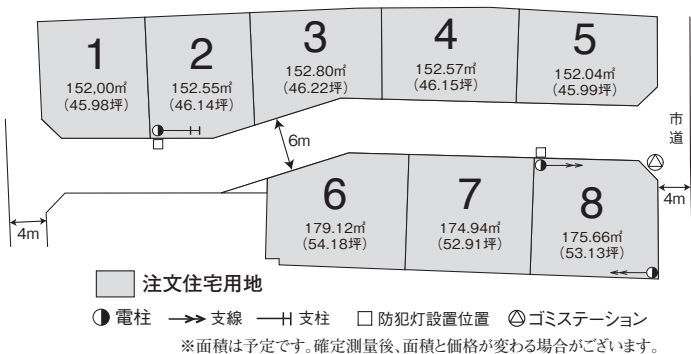 1
152,00㎡
(45.98坪)
2
152.55㎡
(46.14坪)
3
152.80㎡
(46.22坪)
4
152.57㎡
(46.15坪)
5
152.04㎡
(45.99坪)
市道
6m
4m
4m
6
179.12㎡
(54.18坪)
7
174.94㎡
(52.91坪)
8
175.66㎡
(53.13坪)
注文住宅用地
電柱 支線 支柱 防犯灯設置位置 ゴミステーション
※面積は予定です。確定測量後、面積と価格が変わる場合がございます。